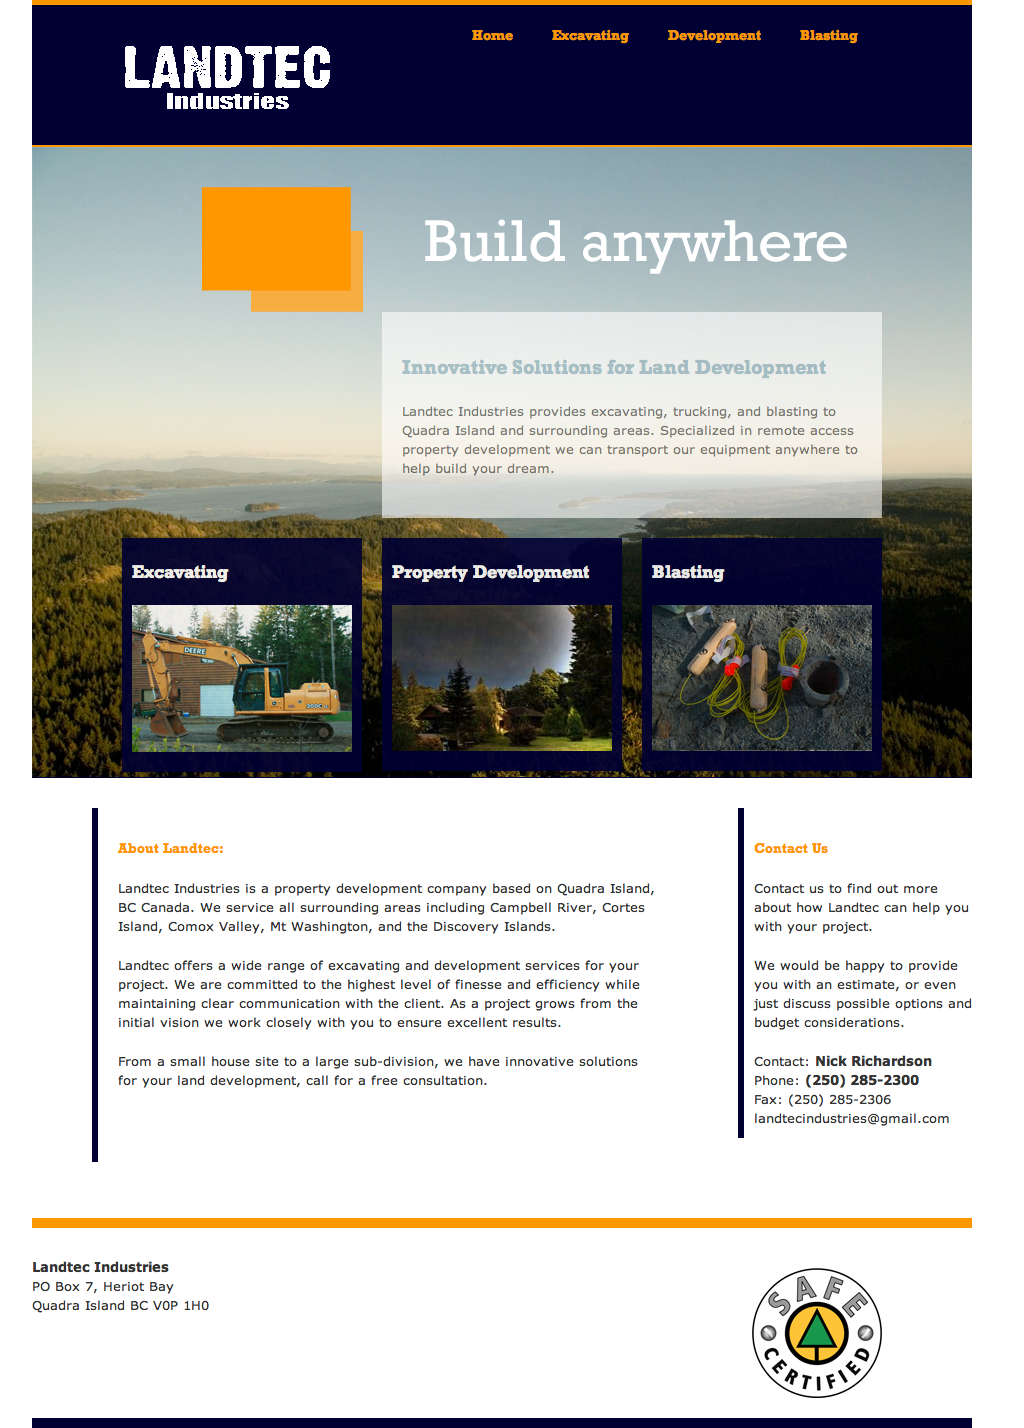 Home Excavating Development Blasting
LANDTEC
Industries
Build anywhere
Innovative Solutions for Land Development
Landtec Industries provides excavating, trucking, and blasting to
Quadra Island and surrounding areas. Specialized in remote access
property development we can transport our equipment anywhere to
help build your dream.
Excavating
DEERE
200C LC
Property Development
Blasting
About Landtec:
Landtec Industries is a property development company based on Quadra Island,
BC Canada. We service all surrounding areas including Campbell River, Cortes
Island, Comox Valley, Mt Washington, and the Discovery Islands.
Landtec offers a wide range of excavating and development services for your
project. We are committed to the highest level of finesse and efficiency while
maintaining clear communication with the client. As a project grows from the
initial vision we work closely with you to ensure excellent results.
From a small house site to a large sub-division, we have innovative solutions
for your land development, call for a free consultation.
Contact Us
Contact us to find out more
about how Landtec can help you
with your project.
We would be happy to provide
you with an estimate, or even
just discuss possible options and
budget considerations.
Contact: Nick Richardson
Phone: (250) 285-2300
Fax: (250) 285-2306
landtecindustries@gmail.com
Landtec Industries
PO Box 7, Heriot Bay
Quadra Island BC V0P 1H0
SAFE
CERTIFIED